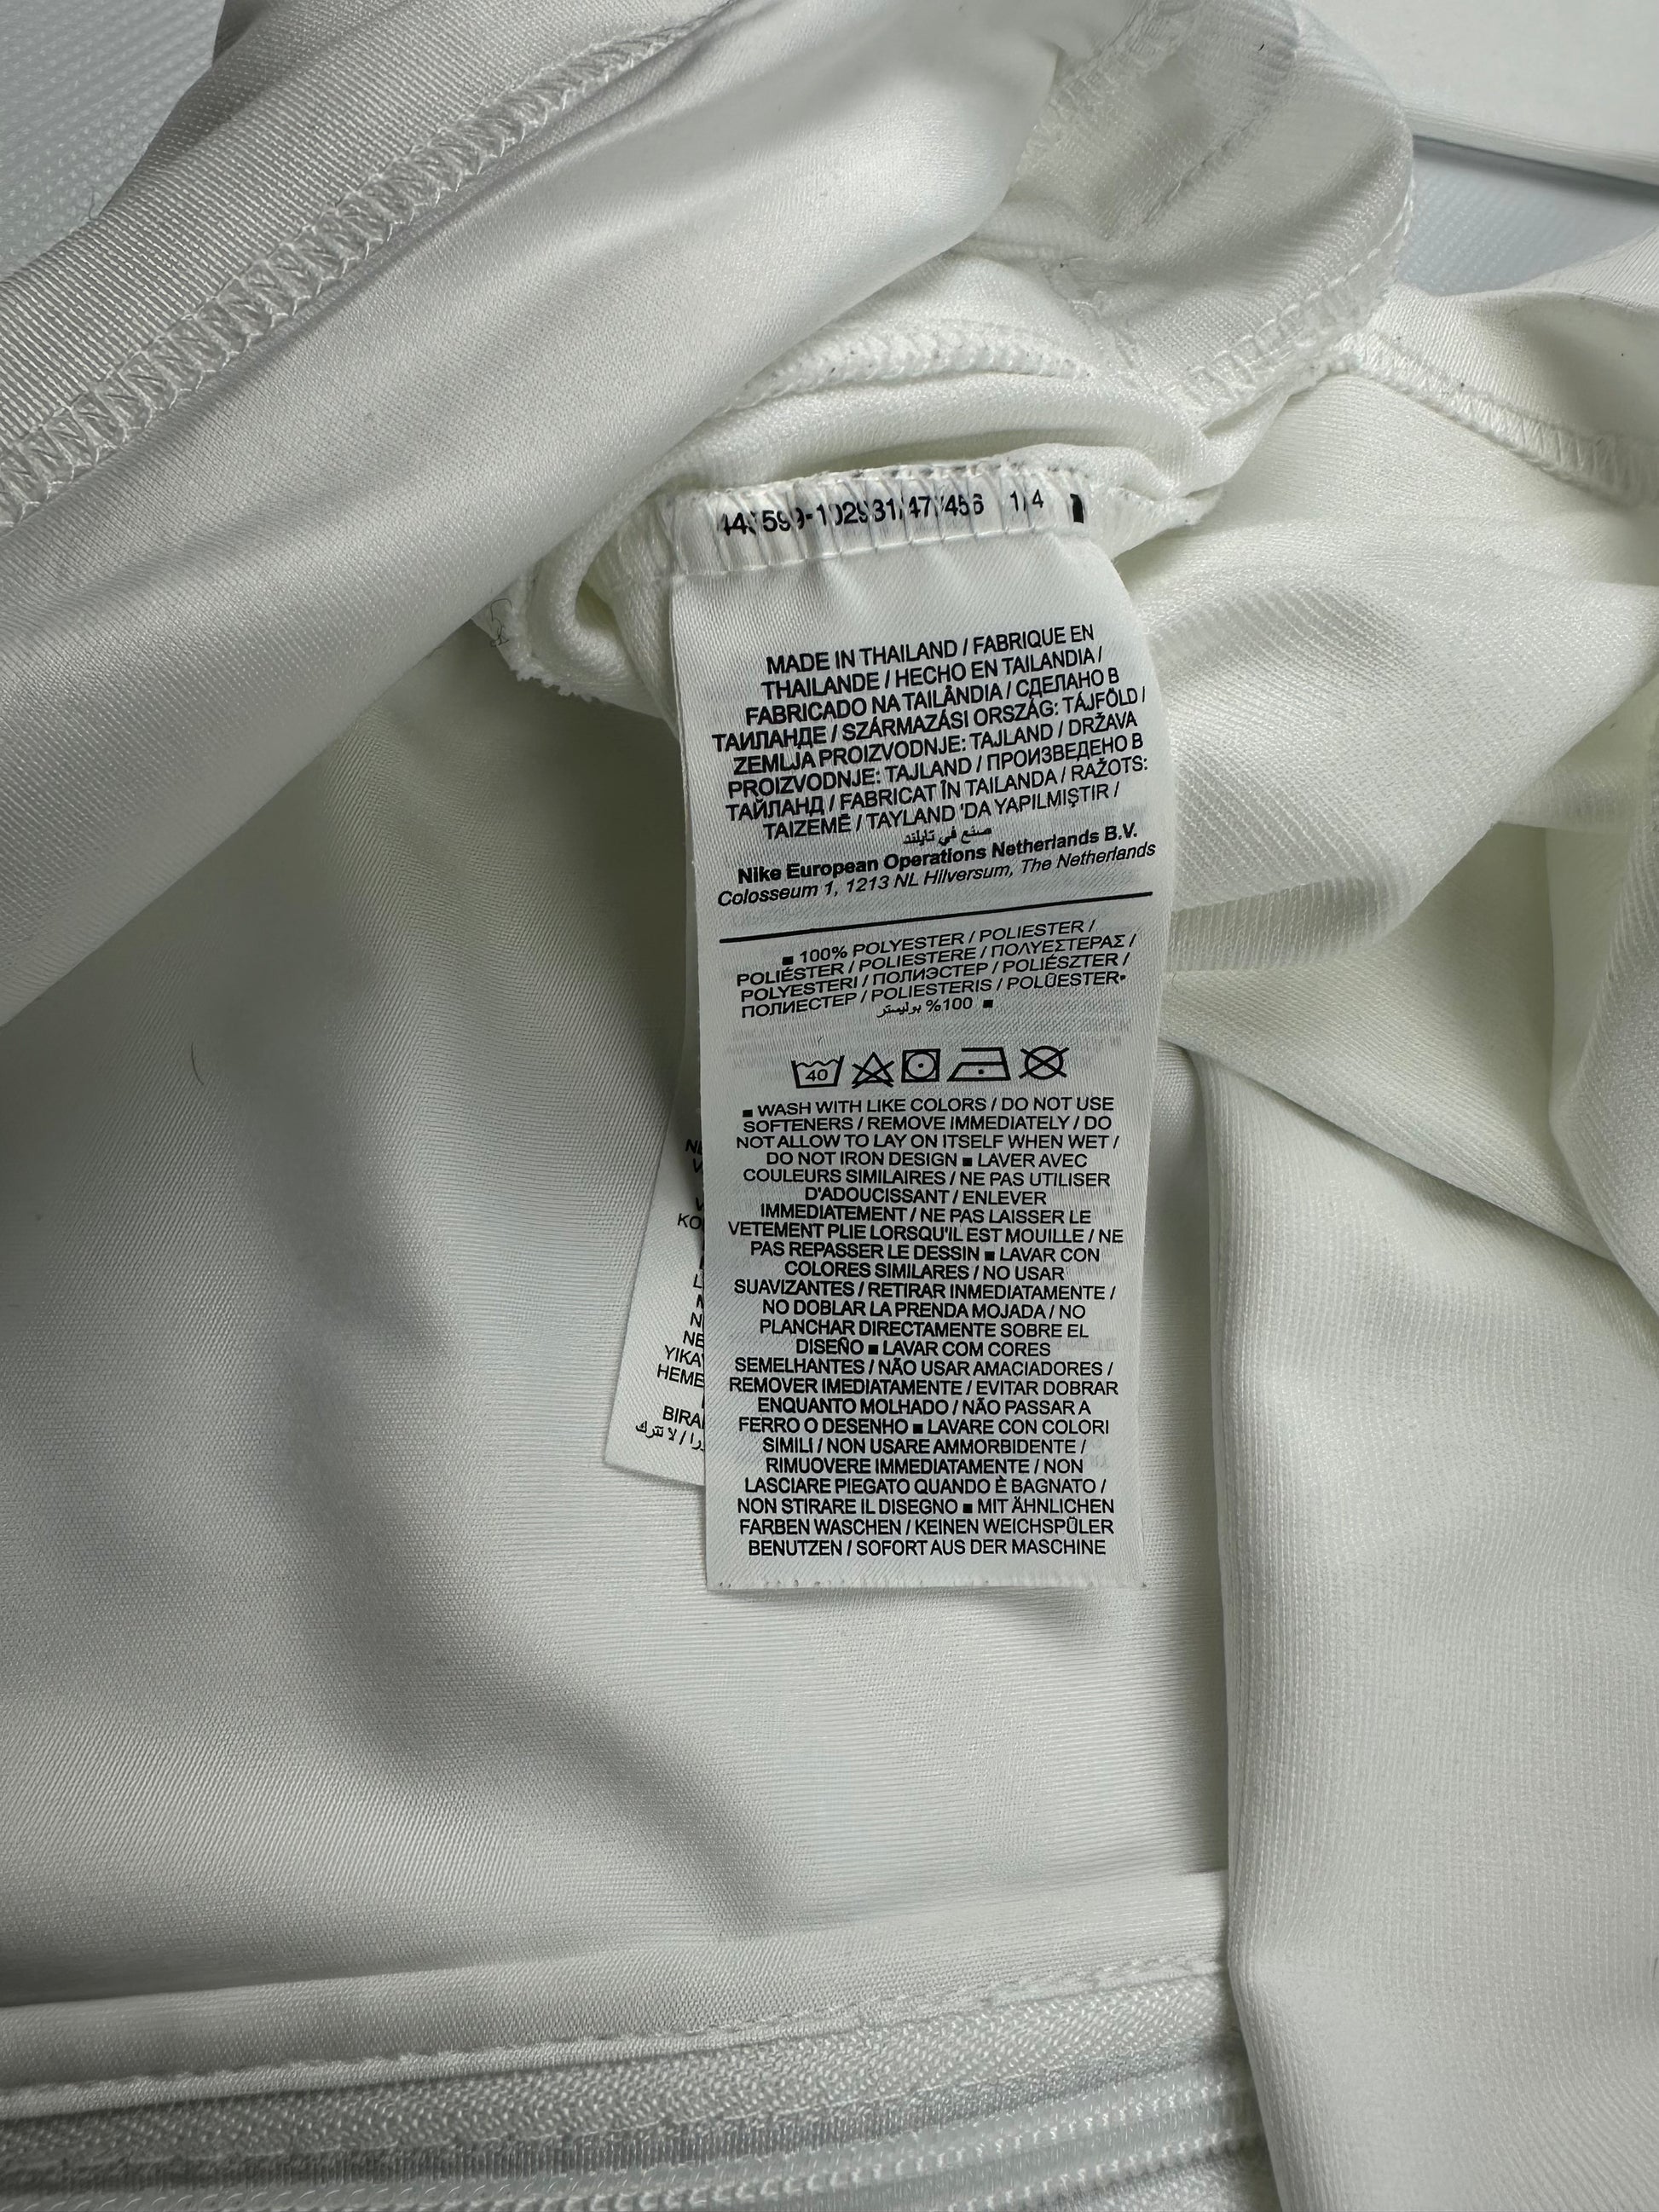 1/4
MADE IN THAILAND / FABRIQUE EN
THAILANDE / HECHO EN TAILANDIA /
FABRICADO NA TAILÂNDIA / СДЕЛАНО В
ТАИЛАНДЕ / SZÁRMAZÁSI ORSZÁG: TÁJFÖLD /
ZEMLJA PROIZVODNJE: TAJLAND / DRŽAVA
PROIZVODNJE: TAJLAND / ПРОИЗВЕДЕНО В
ТАЙЛАНД / FABRICAT ÎN TAILANDA / RAŽOTS:
TAIZEMĒ / TAYLAND 'DA YAPILMIŞTIR /
صنع في تايلند
Nike European Operations Netherlands B.V.
Colosseum 1, 1213 NL Hilversum, The Netherlands
■ 100% POLYESTER / POLIESTER /
POLIÉSTER / POLIESTERE / ΠΟΛΥΕΣΤΕΡΑΣ /
POLYESTERI / ПОЛИЭСТЕР / POLIÉSZTER /
ПОЛИЕСТЕР / POLIESTERIS / POLÜESTER•
■ 100% بوليستر
40
■ WASH WITH LIKE COLORS / DO NOT USE
SOFTENERS / REMOVE IMMEDIATELY / DO
NOT ALLOW TO LAY ON ITSELF WHEN WET /
DO NOT IRON DESIGN ■ LAVER AVEC
COULEURS SIMILAIRES / NE PAS UTILISER
D'ADOUCISSANT / ENLEVER
IMMEDIATEMENT / NE PAS LAISSER LE
VETEMENT PLIE LORSQU'IL EST MOUILLE / NE
PAS REPASSER LE DESSIN ■ LAVAR CON
COLORES SIMILARES / NO USAR
SUAVIZANTES / RETIRAR INMEDIATAMENTE /
NO DOBLAR LA PRENDA MOJADA / NO
PLANCHAR DIRECTAMENTE SOBRE EL
DISEÑO ■ LAVAR COM CORES
SEMELHANTES / NÃO USAR AMACIADORES /
REMOVER IMEDIATAMENTE / EVITAR DOBRAR
ENQUANTO MOLHADO / NÃO PASSAR A
FERRO O DESENHO ■ LAVARE CON COLORI
SIMILI / NON USARE AMMORBIDENTE /
RIMUOVERE IMMEDIATAMENTE / NON
LASCIARE PIEGATO QUANDO È BAGNATO /
NON STIRARE IL DISEGNO ■ MIT ÄHNLICHEN
FARBEN WASCHEN / KEINEN WEICHSPÜLER
BENUTZEN / SOFORT AUS DER MASCHINE